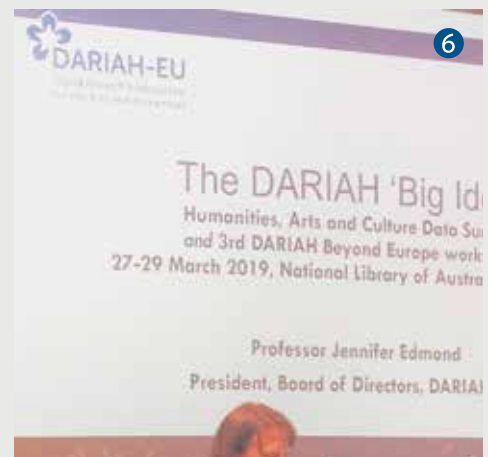 6
DARIAH-EU
The DARIAH 'Big Id
Humanities, Arts and Culture Data Su
and 3rd DARIAH Beyond Europe work
27-29 March 2019, National Library of Austra
Professor Jennifer Edmond
President, Board of Directors, DARIA